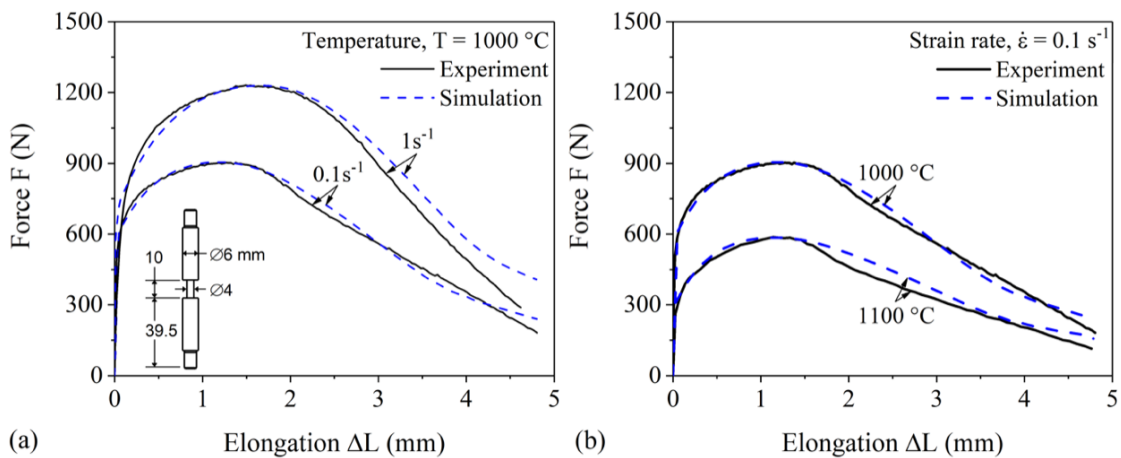 1500
1200
900
600
300
0
Force F (N)
Temperature, T = 1000 °C
Experiment
Simulation
1s⁻¹
0.1s⁻¹
10
39.5
Ø6 mm
Ø4
0 1 2 3 4 5
(a) Elongation ΔL (mm)
1500
1200
900
600
300
0
Force F (N)
Strain rate, ε̇ = 0.1 s⁻¹
Experiment
Simulation
1000 °C
1100 °C
0 1 2 3 4 5
(b) Elongation ΔL (mm)